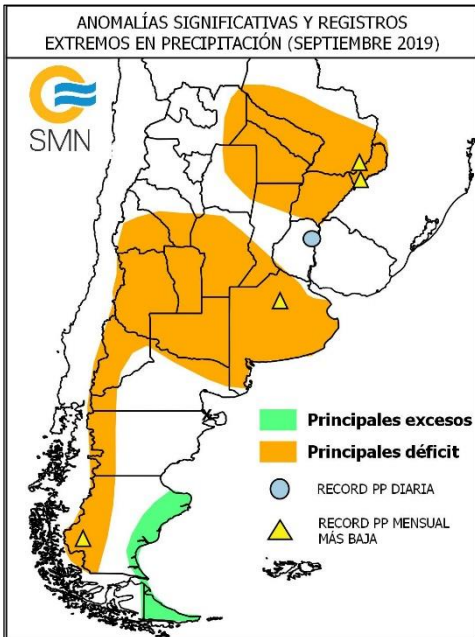 ANOMALÍAS SIGNIFICATIVAS Y REGISTROS
EXTREMOS EN PRECIPITACIÓN (SEPTIEMBRE 2019)
SMN
Principales excesos
Principales déficit
RECORD PP DIARIA
RECORD PP MENSUAL
MÁS BAJA